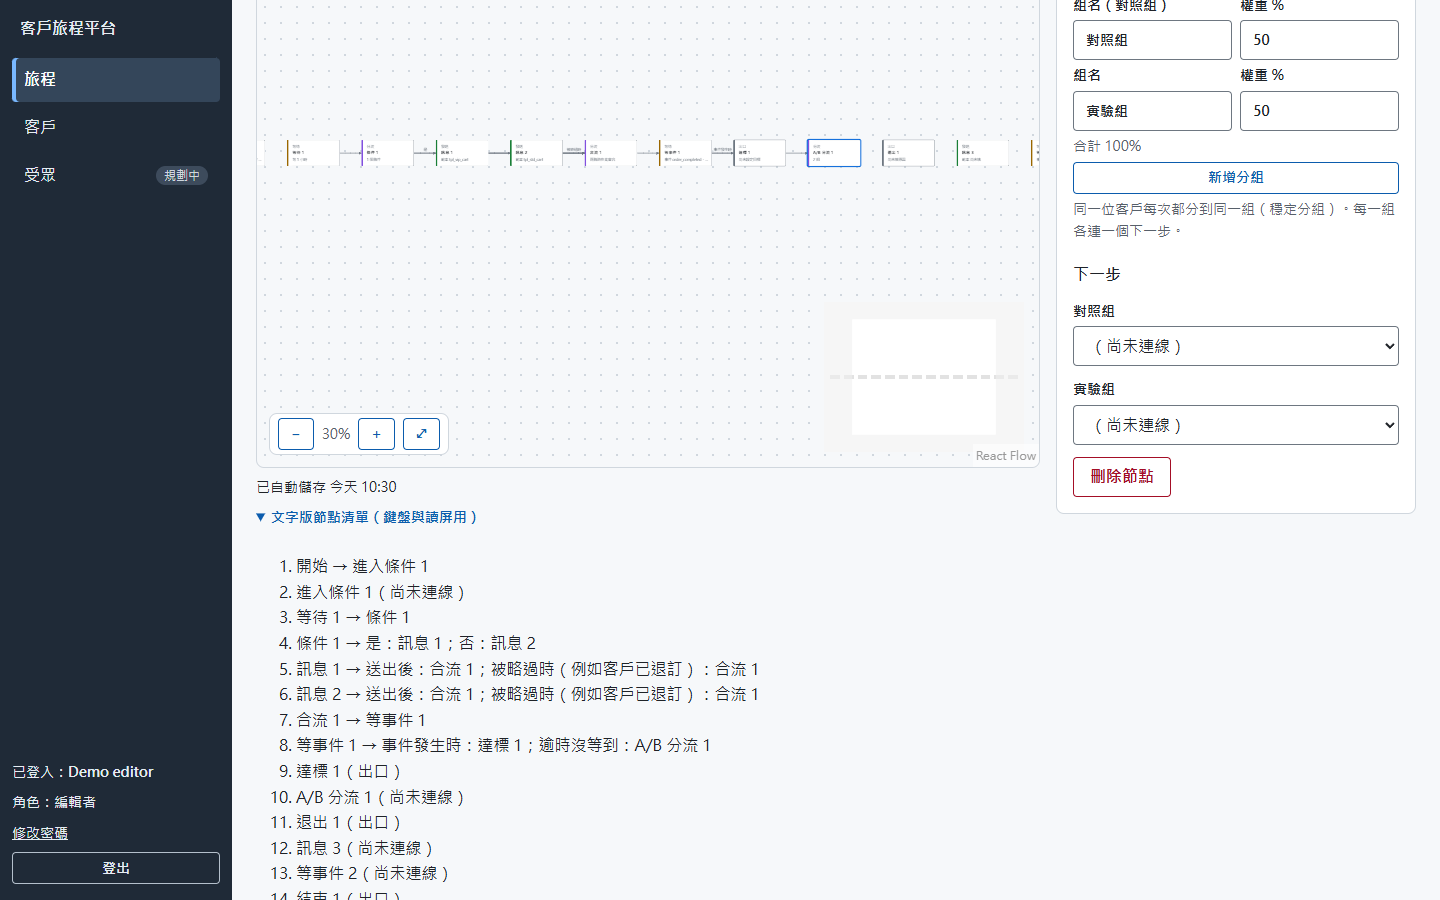 客戶旅程平台
旅程
客戶
受眾
規劃中
已登入：Demo editor
角色：編輯者
修改密碼
登出
30%
React Flow
已自動儲存 今天 10:30
▼ 文字版節點清單（鍵盤與讀屏用）
1. 開始 → 進入條件 1
2. 進入條件 1（尚未連線）
3. 等待 1 → 條件 1
4. 條件 1 → 是：訊息 1；否：訊息 2
5. 訊息 1 → 送出後：合流 1；被略過時（例如客戶已退訂）：合流 1
6. 訊息 2 → 送出後：合流 1；被略過時（例如客戶已退訂）：合流 1
7. 合流 1 → 等事件 1
8. 等事件 1 → 事件發生時：達標 1；逾時沒等到：A/B 分流 1
9. 達標 1（出口）
10. A/B 分流 1（尚未連線）
11. 退出 1（出口）
12. 訊息 3（尚未連線）
13. 等事件 2（尚未連線）
14. 結束 1（出口）
組名（對照組）
權重 %
對照組
50
組名
權重 %
實驗組
50
合計 100%
新增分組
同一位客戶每次都分到同一組（穩定分組）。每一組
各連一個下一步。
下一步
對照組
（尚未連線）
實驗組
（尚未連線）
刪除節點